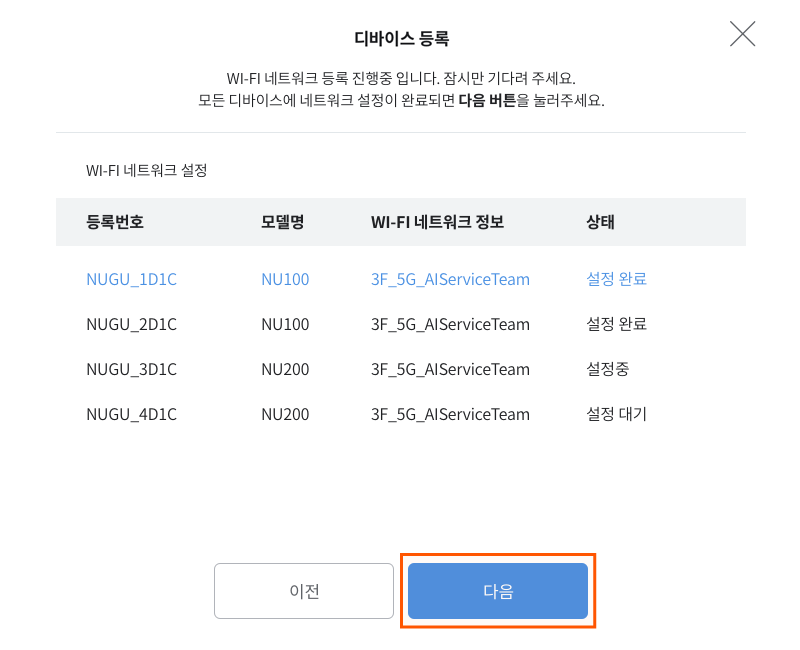 디바이스 등록
WI-FI 네트워크 등록 진행중 입니다. 잠시만 기다려 주세요.
모든 디바이스에 네트워크 설정이 완료되면 다음 버튼을 눌러주세요.
WI-FI 네트워크 설정
등록번호 모델명 WI-FI 네트워크 정보 상태
NUGU_1D1C NU100 3F_5G_AIServiceTeam 설정 완료
NUGU_2D1C NU100 3F_5G_AIServiceTeam 설정 완료
NUGU_3D1C NU200 3F_5G_AIServiceTeam 설정중
NUGU_4D1C NU200 3F_5G_AIServiceTeam 설정 대기
이전 다음